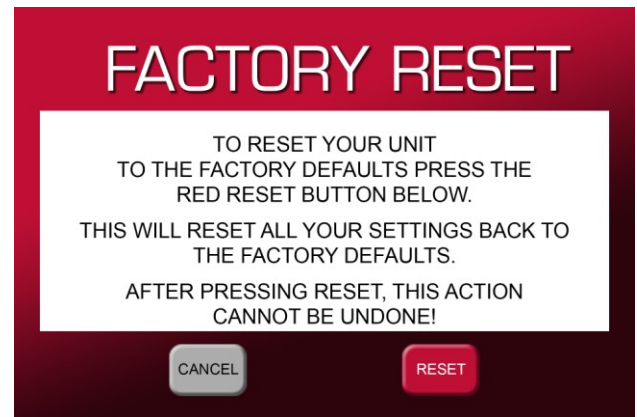 FACTORY RESET
TO RESET YOUR UNIT
TO THE FACTORY DEFAULTS PRESS THE
RED RESET BUTTON BELOW.
THIS WILL RESET ALL YOUR SETTINGS BACK TO
THE FACTORY DEFAULTS.
AFTER PRESSING RESET, THIS ACTION
CANNOT BE UNDONE!
CANCEL
RESET